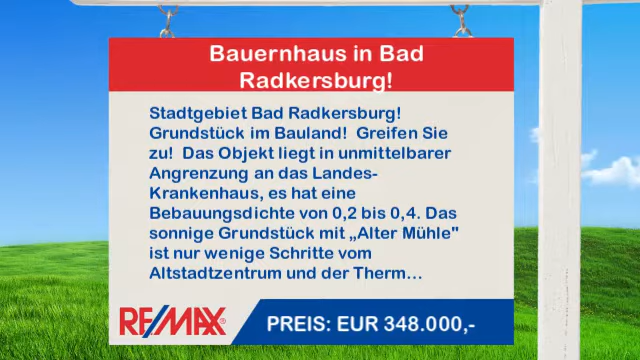 Bauernhaus in Bad
Radkersburg!
Stadtgebiet Bad Radkersburg!
Grundstück im Bauland!  Greifen Sie
zu!  Das Objekt liegt in unmittelbarer
Angrenzung an das Landes-
Krankenhaus, es hat eine
Bebauungsdichte von 0,2 bis 0,4. Das
sonnige Grundstück mit „Alter Mühle"
ist nur wenige Schritte vom
Altstadtzentrum und der Therm...
RE/MAX®
PREIS: EUR 348.000,-